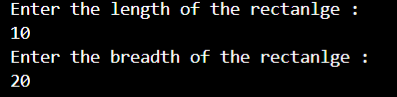 Enter the length of the rectanlge :
10
Enter the breadth of the rectanlge :
20